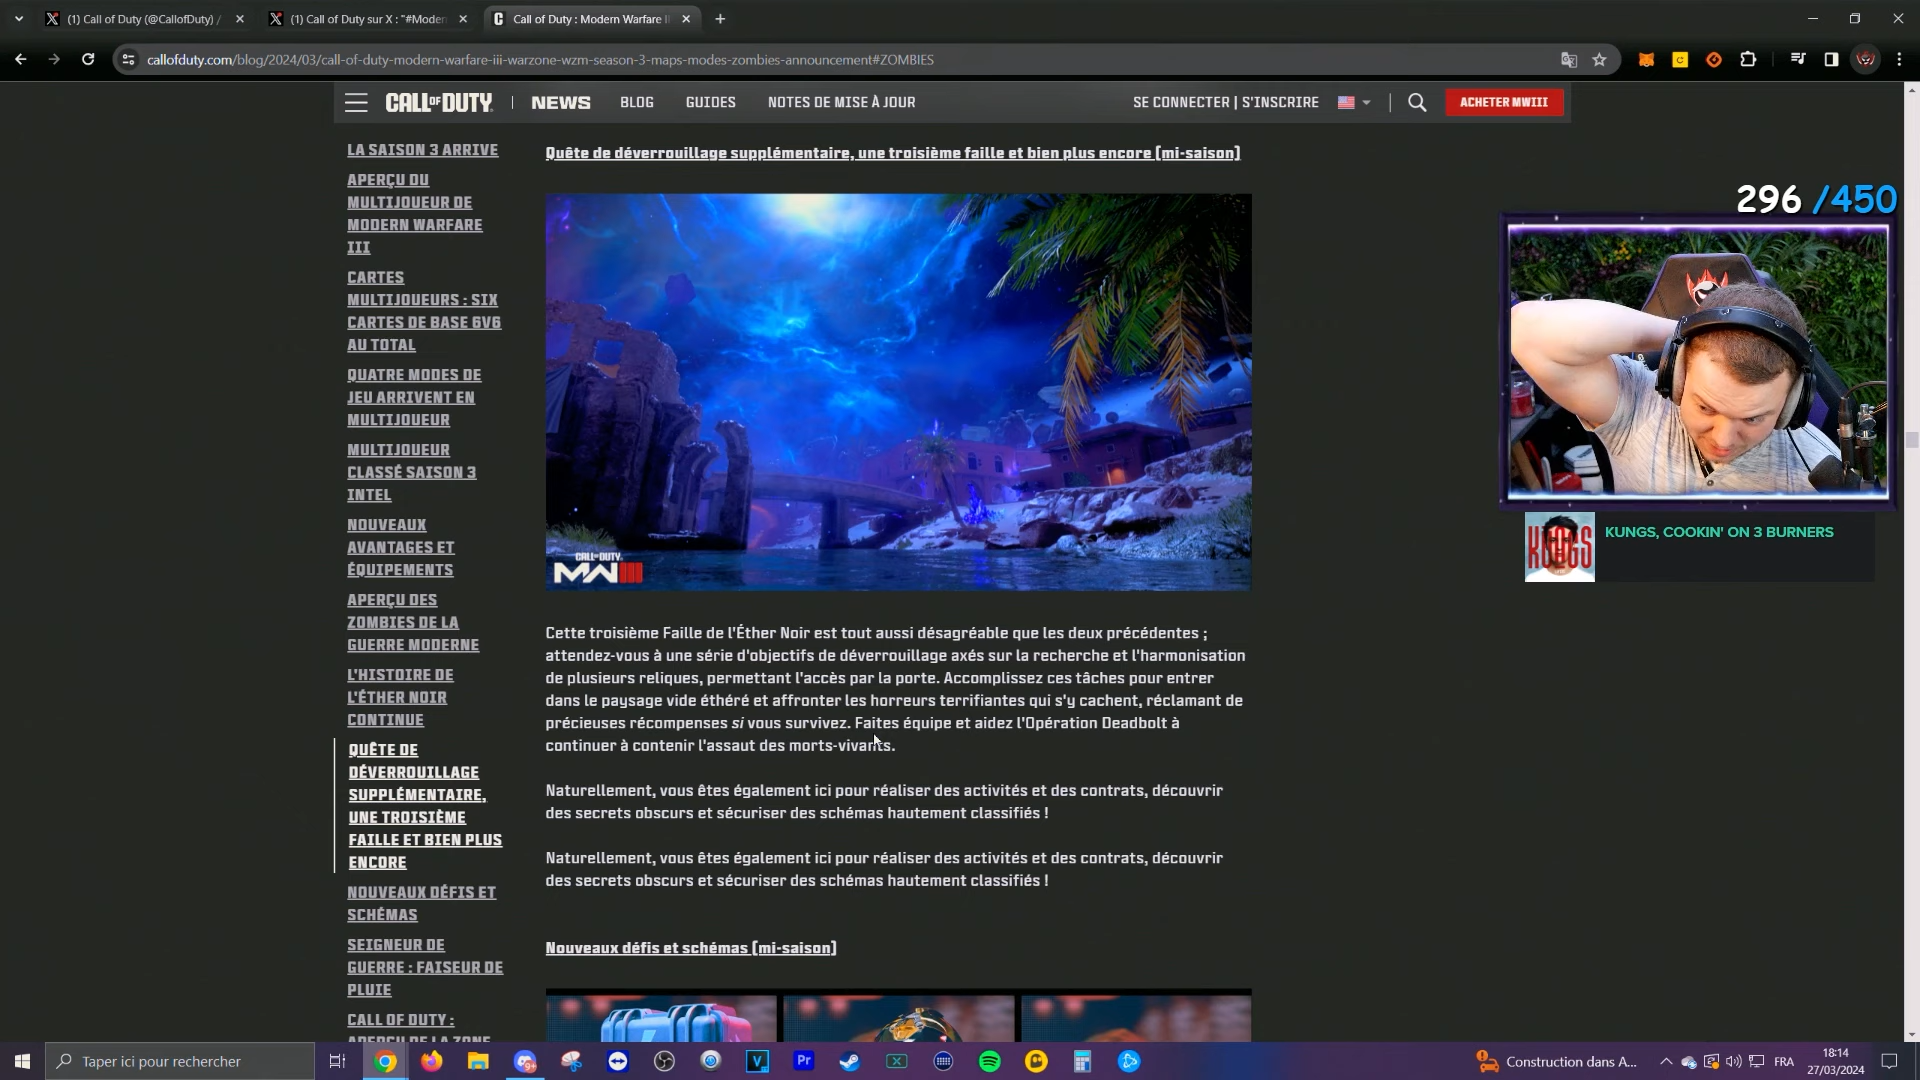 (1) Call of Duty (@CallofDuty) /
(1) Call of Duty sur X : "#Moder
Call of Duty : Modern Warfare II
callofduty.com/blog/2024/03/call-of-duty-modern-warfare-iii-warzone-wzm-season-3-maps-modes-zombies-announcement#ZOMBIES
CALL OF DUTY
NEWS
BLOG
GUIDES
NOTES DE MISE À JOUR
SE CONNECTER | S'INSCRIRE
ACHETER MWIII
LA SAISON 3 ARRIVE
APERÇU DU
MULTIJOUEUR DE
MODERN WARFARE
III
CARTES
MULTIJOUEURS : SIX
CARTES DE BASE 6V6
AU TOTAL
QUATRE MODES DE
JEU ARRIVENT EN
MULTIJOUEUR
MULTIJOUEUR
CLASSÉ SAISON 3
INTEL
NOUVEAUX
AVANTAGES ET
ÉQUIPEMENTS
APERÇU DES
ZOMBIES DE LA
GUERRE MODERNE
L'HISTOIRE DE
L'ÉTHER NOIR
CONTINUE
QUÊTE DE
DÉVERROUILLAGE
SUPPLÉMENTAIRE,
UNE TROISIÈME
FAILLE ET BIEN PLUS
ENCORE
NOUVEAUX DÉFIS ET
SCHÉMAS
SEIGNEUR DE
GUERRE : FAISEUR DE
PLUIE
CALL OF DUTY :
APERÇU DE LA ZONE
Quête de déverrouillage supplémentaire, une troisième faille et bien plus encore (mi-saison)
CALL OF DUTY
MWIII
Cette troisième Faille de l'Éther Noir est tout aussi désagréable que les deux précédentes ;
attendez-vous à une série d'objectifs de déverrouillage axés sur la recherche et l'harmonisation
de plusieurs reliques, permettant l'accès par la porte. Accomplissez ces tâches pour entrer
dans le paysage vide éthéré et affronter les horreurs terrifiantes qui s'y cachent, réclamant de
précieuses récompenses si vous survivez. Faites équipe et aidez l'Opération Deadbolt à
continuer à contenir l'assaut des morts-vivants.
Naturellement, vous êtes également ici pour réaliser des activités et des contrats, découvrir
des secrets obscurs et sécuriser des schémas hautement classifiés !
Naturellement, vous êtes également ici pour réaliser des activités et des contrats, découvrir
des secrets obscurs et sécuriser des schémas hautement classifiés !
Nouveaux défis et schémas (mi-saison)
296 /450
KUNGS
KUNGS, COOKIN' ON 3 BURNERS
Taper ici pour rechercher
Construction dans A...
FRA
18:14
27/03/2024